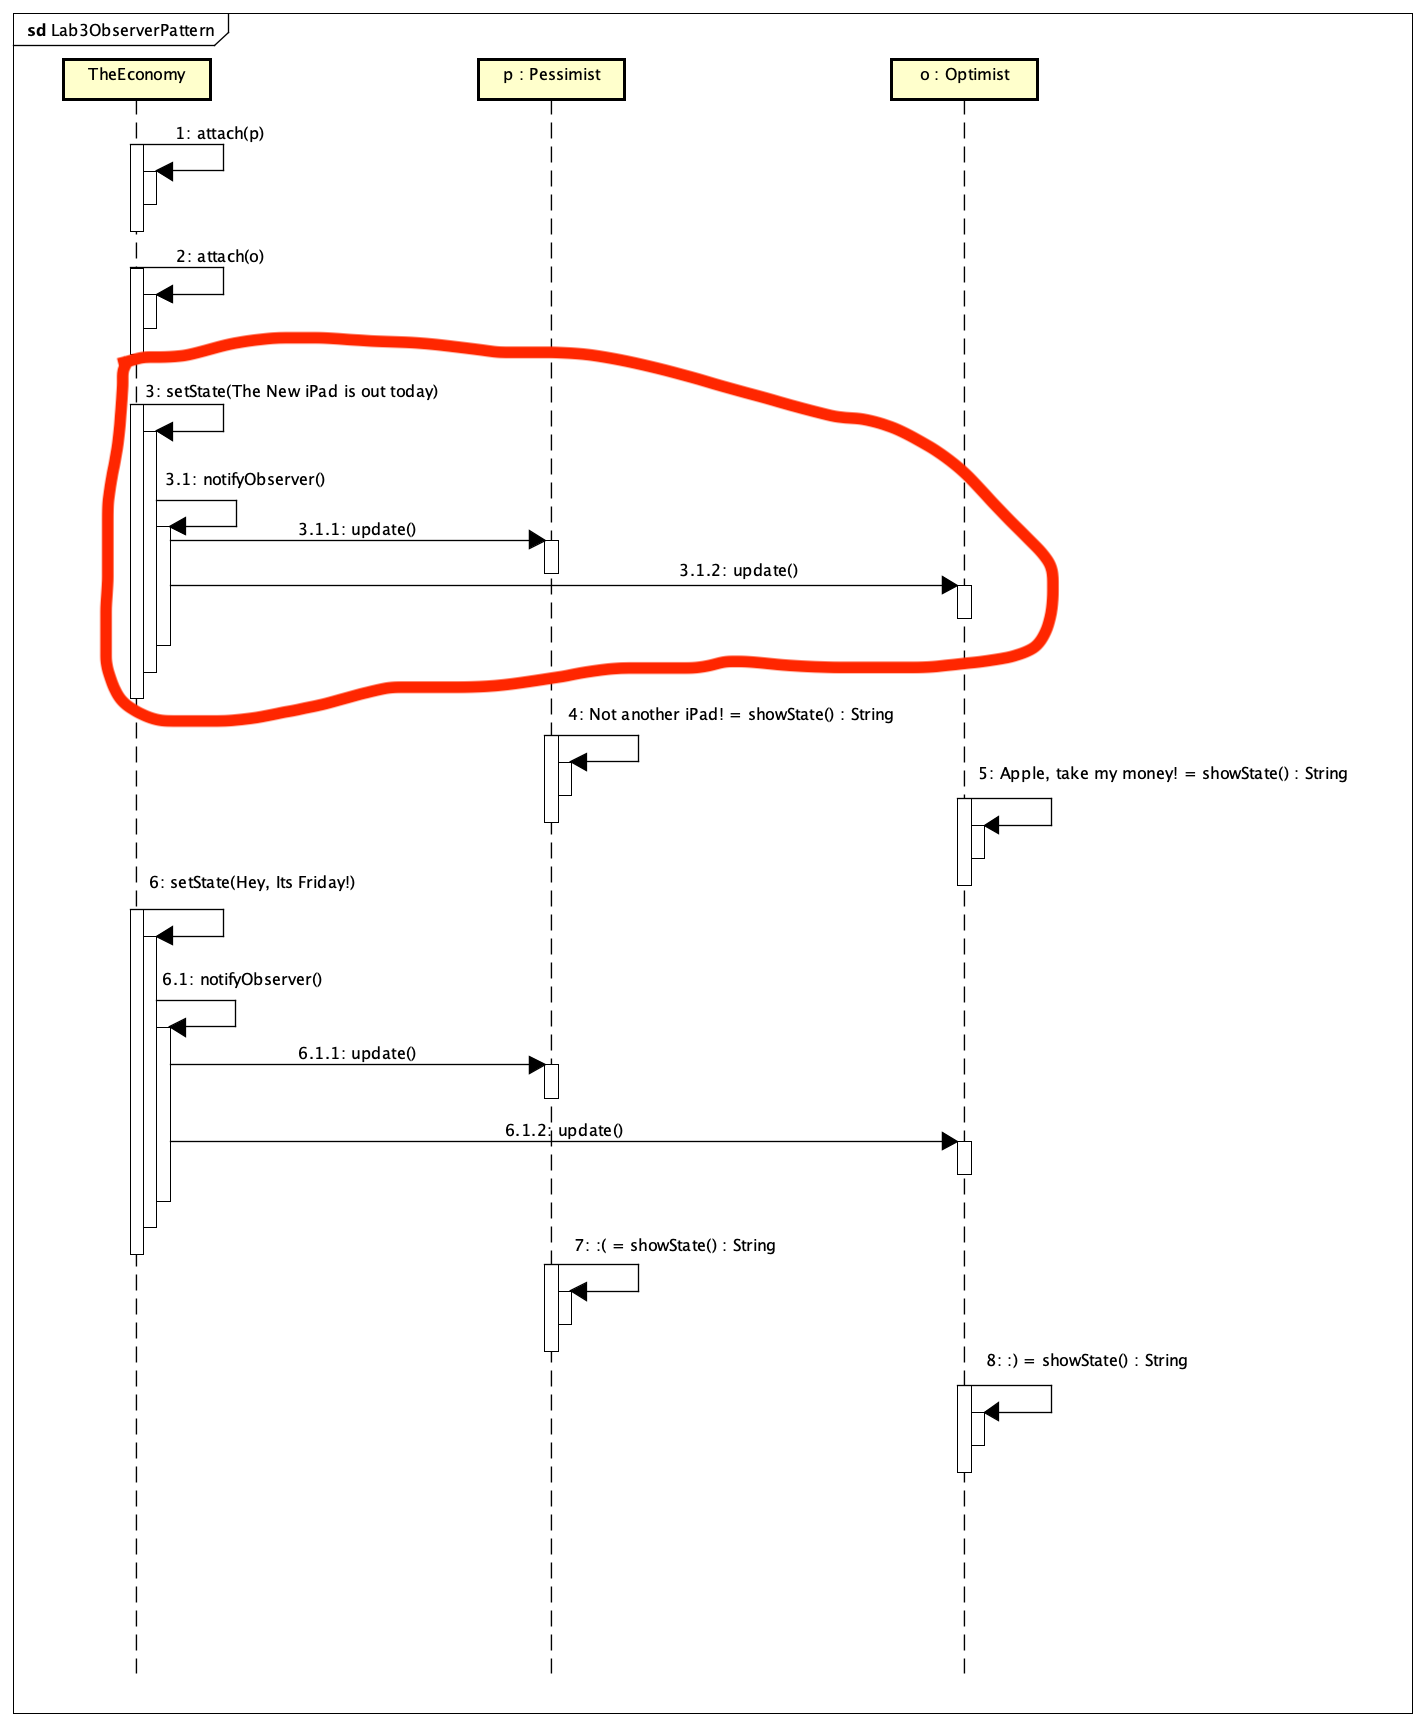 sd Lab3ObserverPattern
TheEconomy
p : Pessimist
o : Optimist
1: attach(p)
2: attach(o)
3: setState(The New iPad is out today)
3.1: notifyObserver()
3.1.1: update()
3.1.2: update()
4: Not another iPad! = showState() : String
5: Apple, take my money! = showState() : String
6: setState(Hey, Its Friday!)
6.1: notifyObserver()
6.1.1: update()
6.1.2: update()
7: :( = showState() : String
8: :) = showState() : String